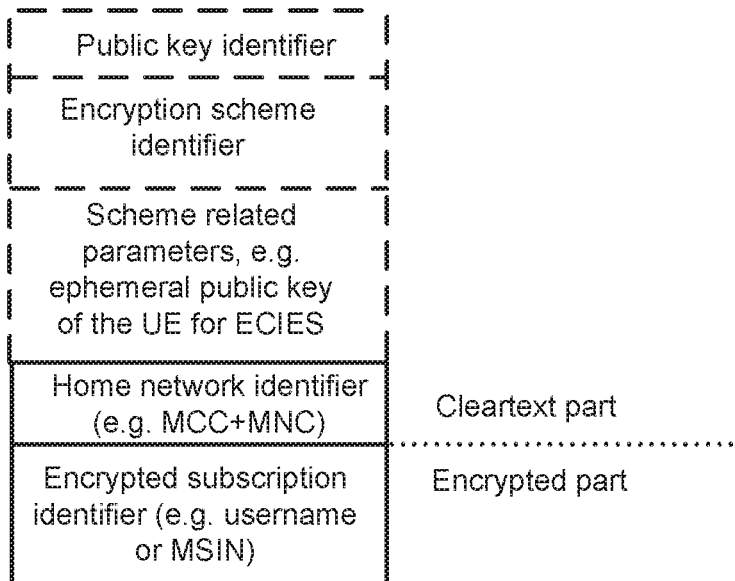 Public key identifier
Encryption scheme
identifier
Scheme related
parameters, e.g.
ephemeral public key
of the UE for ECIES
Home network identifier
(e.g. MCC+MNC)
Cleartext part
Encrypted subscription
identifier (e.g. username
or MSIN)
Encrypted part